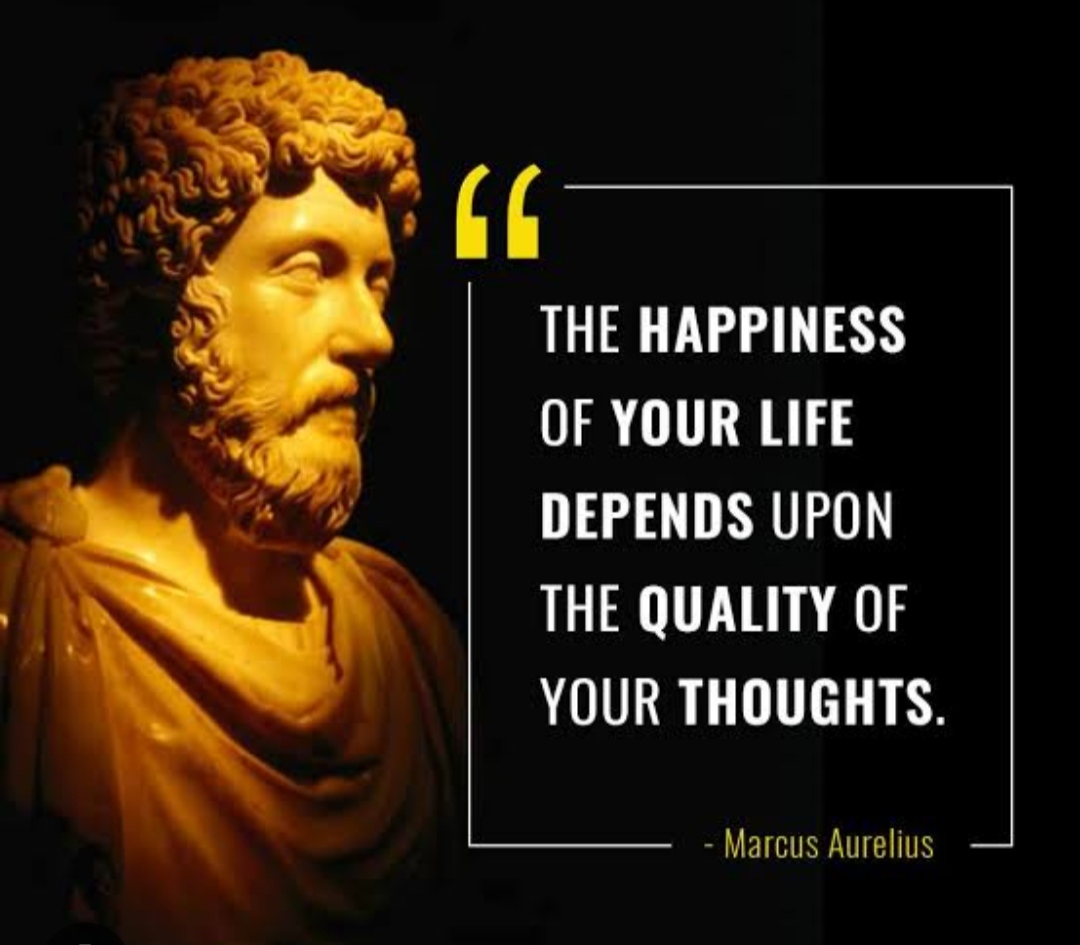 “
THE HAPPINESS
OF YOUR LIFE
DEPENDS UPON
THE QUALITY OF
YOUR THOUGHTS.
- Marcus Aurelius